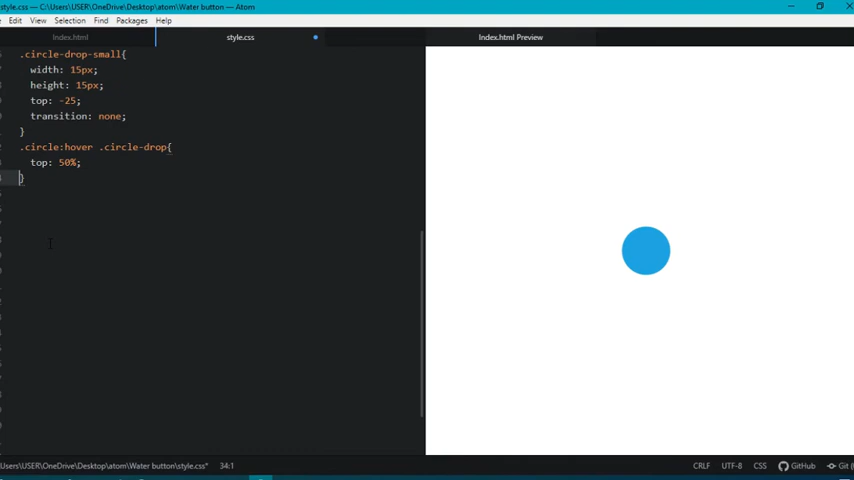 style.css — C:\Users\USER\OneDrive\Desktop\atom\Water button — Atom
Edit View Selection Find Packages Help
Index.html style.css Index.html Preview
.circle-drop-small{
width: 15px;
height: 15px;
top: -25;
transition: none;
}
.circle:hover .circle-drop{
top: 50%;
}
Users\USER\OneDrive\Desktop\atom\Water button\style.css* 34:1 CRLF UTF-8 CSS GitHub Git (